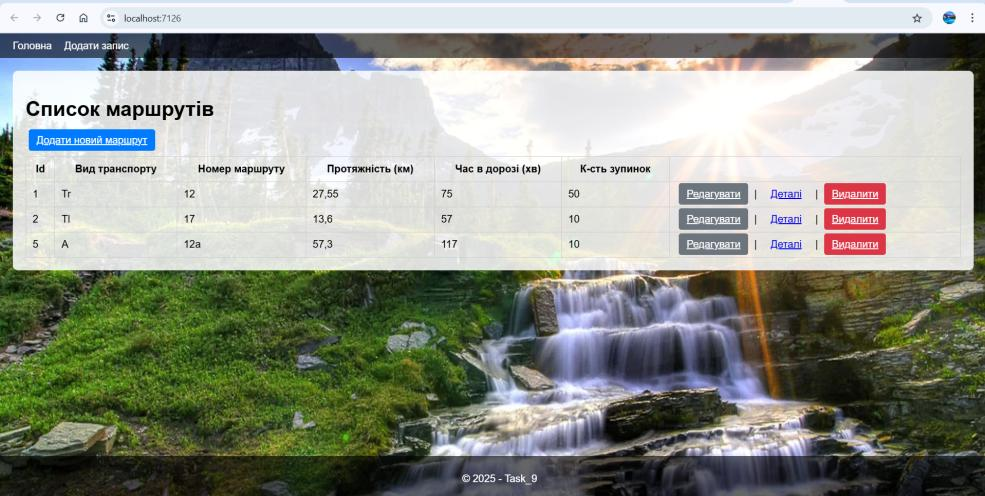 localhost:7126
Головна Додати запис
Список маршрутів
Додати новий маршрут
Id Вид транспорту Номер маршруту Протяжність (км) Час в дорозі (хв) К-сть зупинок
1 Tr 12 27,55 75 50 Редагувати | Деталі | Видалити
2 Tl 17 13,6 57 10 Редагувати | Деталі | Видалити
5 A 12a 57,3 117 10 Редагувати | Деталі | Видалити
© 2025 - Task_9